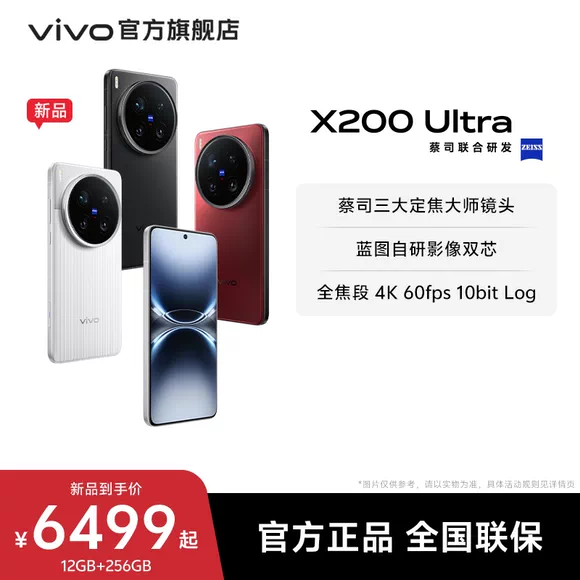 vivo 官方旗舰店
新品
X200 Ultra
蔡司联合研发 ZEISS
蔡司三大定焦大师镜头
蓝图自研影像双芯
全焦段 4K 60fps 10bit Log
vivo
*图片仅供参考，请以实物为准，具体活动规则见详情页
新品到手价
¥6499起
12GB+256GB
官方正品 全国联保